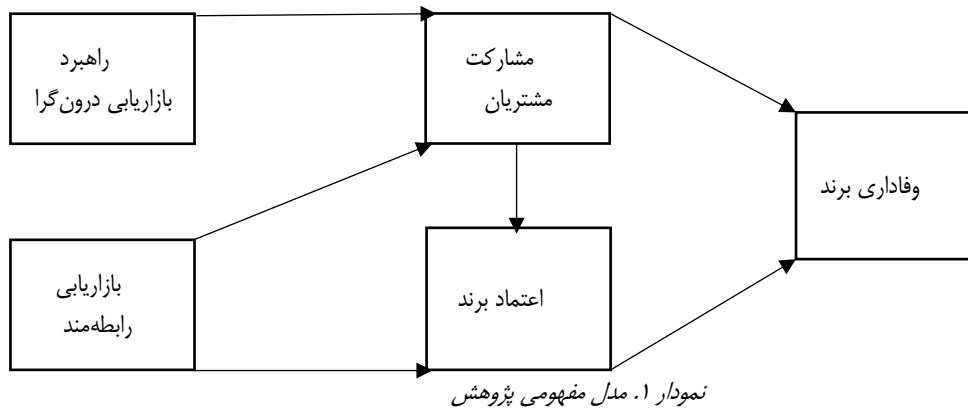 راهبرد
بازاریابی درون‌گرا
مشارکت
مشتریان
وفاداری برند
بازاریابی
رابطه‌مند
اعتماد برند
نمودار ۱. مدل مفهومی پژوهش